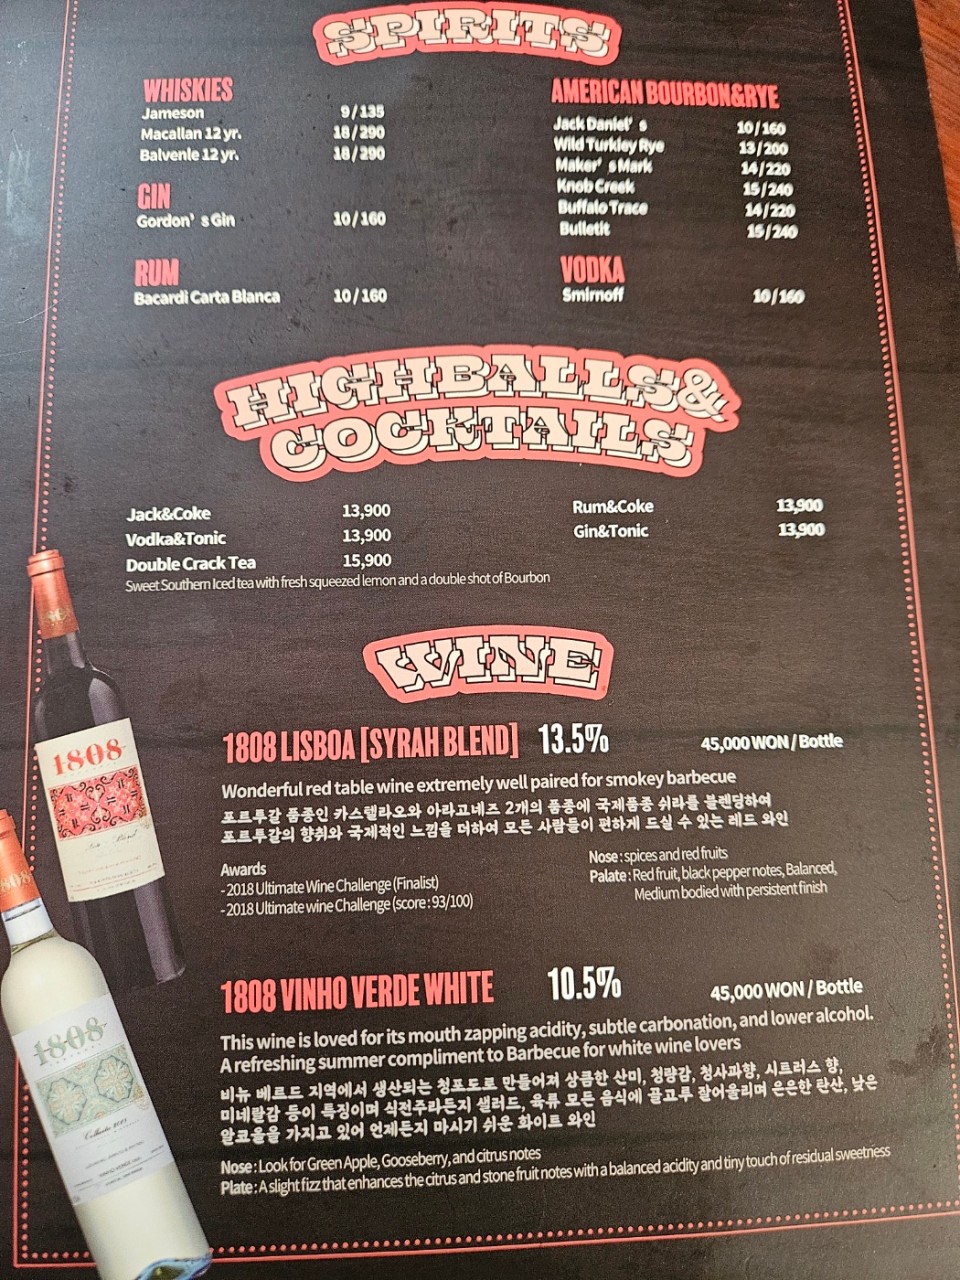 SPIRITS
WHISKIES
Jameson 9/135
Macallan 12 yr. 18/290
Balvenie 12 yr. 18/290
GIN
Gordon's Gin 10/160
RUM
Bacardi Carta Blanca 10/160
AMERICAN BOURBON&RYE
Jack Daniel's 10/160
Wild Turkley Rye 13/200
Maker's Mark 14/220
Knob Creek 15/240
Buffalo Trace 14/220
Bulletit 15/240
VODKA
Smirnoff 10/160
HIGHBALLS&
COCKTAILS
Jack&Coke 13,900
Vodka&Tonic 13,900
Double Crack Tea 15,900
Sweet Southern Iced tea with fresh squeezed lemon and a double shot of Bourbon
Rum&Coke 13,900
Gin&Tonic 13,900
WINE
1808 LISBOA [SYRAH BLEND] 13.5% 45,000 WON / Bottle
Wonderful red table wine extremely well paired for smokey barbecue
포르투갈 품종인 카스텔라오와 아라고네즈 2개의 품종에 국제품종 쉬라를 블렌딩하여
포르투갈의 향취와 국제적인 느낌을 더하여 모든 사람들이 편하게 드실 수 있는 레드 와인
Awards
- 2018 Ultimate Wine Challenge (Finalist)
- 2018 Ultimate wine Challenge (score : 93/100)
Nose : spices and red fruits
Palate : Red fruit, black pepper notes, Balanced,
Medium bodied with persistent finish
1808 VINHO VERDE WHITE 10.5% 45,000 WON / Bottle
This wine is loved for its mouth zapping acidity, subtle carbonation, and lower alcohol.
A refreshing summer compliment to Barbecue for white wine lovers
비뉴 베르드 지역에서 생산되는 청포도로 만들어져 상큼한 산미, 청량감, 청사과향, 시트러스 향,
미네랄감 등이 특징이며 식전주라든지 샐러드, 육류 모든 음식에 골고루 잘어울리며 은은한 탄산, 낮은
알코올을 가지고 있어 언제든지 마시기 쉬운 화이트 와인
Nose : Look for Green Apple, Gooseberry, and citrus notes
Plate : A slight fizz that enhances the citrus and stone fruit notes with a balanced acidity and tiny touch of residual sweetness
1808
1808
1808